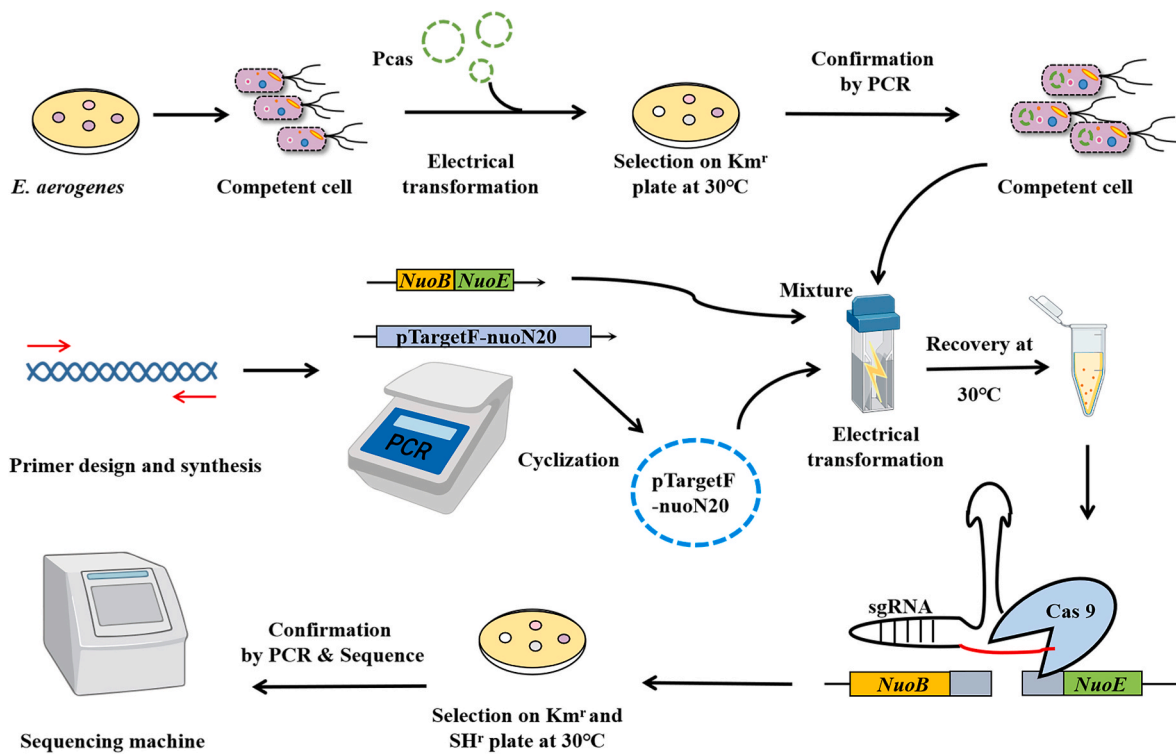 Pcas
Confirmation
by PCR
E. aerogenes
Competent cell
Electrical
transformation
Selection on Kmʳ
plate at 30℃
Competent cell
NuoB NuoE
pTargetF-nuoN20
Mixture
Primer design and synthesis
PCR
Cyclization
pTargetF
-nuoN20
Electrical
transformation
Recovery at
30℃
sgRNA
Cas 9
NuoB
NuoE
Confirmation
by PCR & Sequence
Sequencing machine
Selection on Kmʳ and
SHʳ plate at 30℃